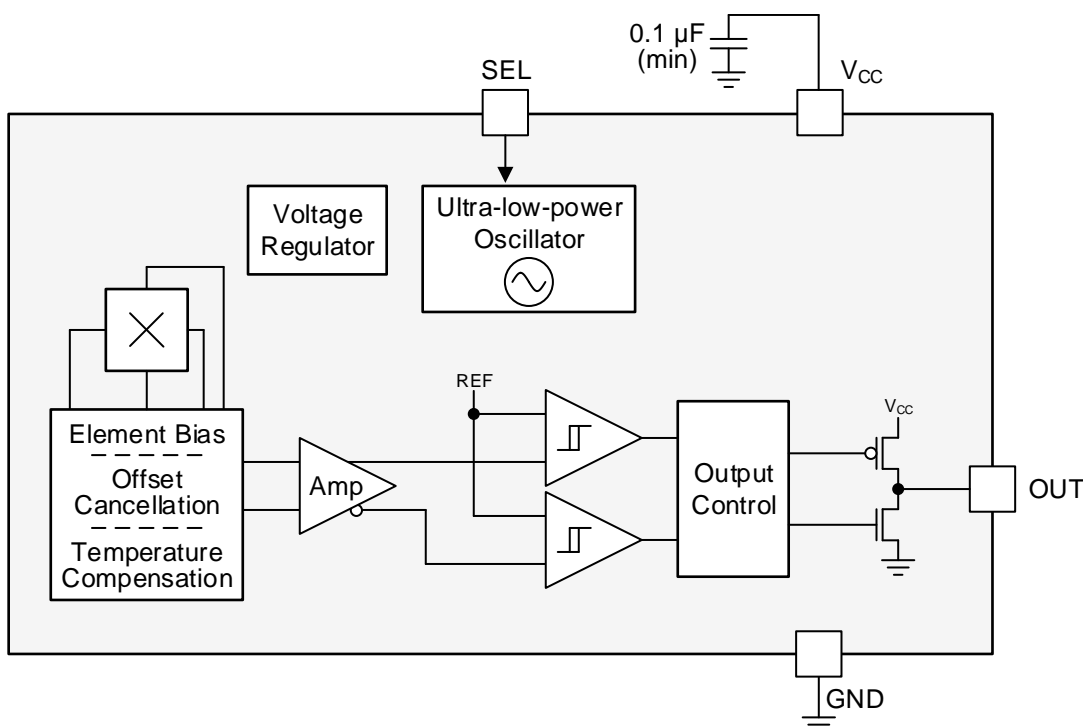 0.1 µF
(min)
SEL
VCC
Voltage
Regulator
Ultra-low-power
Oscillator
REF
VCC
Element Bias
Offset
Cancellation
Temperature
Compensation
Amp
Output
Control
OUT
GND